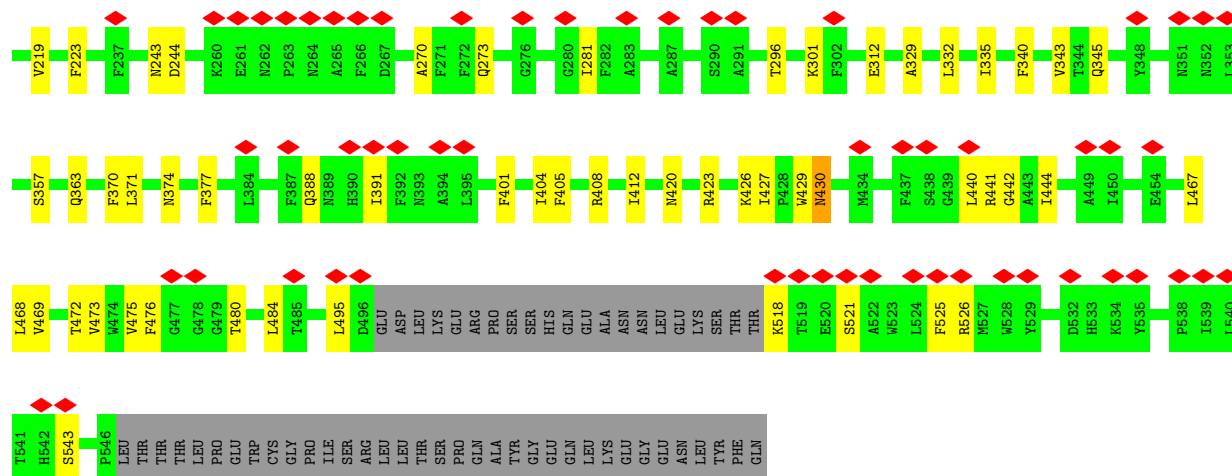 V219 F223 F237 N243 D244 K260 E261 N262 P263 N264 A265 F266 D267 A270 F271 F272 Q273 G276 G280 I281 F282 A283 A287 S290 A291 T296 K301 F302 E312 A329 L332 I335 F340 V343 T344 Q345 Y348 N351 N352 L353
S357 Q363 F370 L371 N374 F377 L384 F387 Q388 N389 H390 I391 F392 N393 A394 L395 F401 I404 F405 R408 I412 N420 R423 K426 I427 P428 W429 N430 M434 F437 S438 G439 L440 R441 G442 A443 I444 A449 I450 E454 L467
L468 V469 T472 V473 W474 V475 F476 G477 G478 G479 T480 L484 T485 L495 D496 GLU ASP LEU LYS GLU ARG PRO SER SER HIS GLN GLU ALA ASN ASN LEU GLU LYS SER THR THR K518 T519 E520 S521 A522 W523 L524 F525 R526 M527 W528 Y529 D532 H533 K534 Y535 P538 I539 L540
T541 H542 S543 P546 LEU THR THR THR LEU PRO GLU TRP CYS GLY PRO ILE SER ARG LEU LEU THR SER PRO GLN ALA TYR GLY GLU GLN LEU LYS GLU GLY GLU ASN LEU TYR PHE GLN